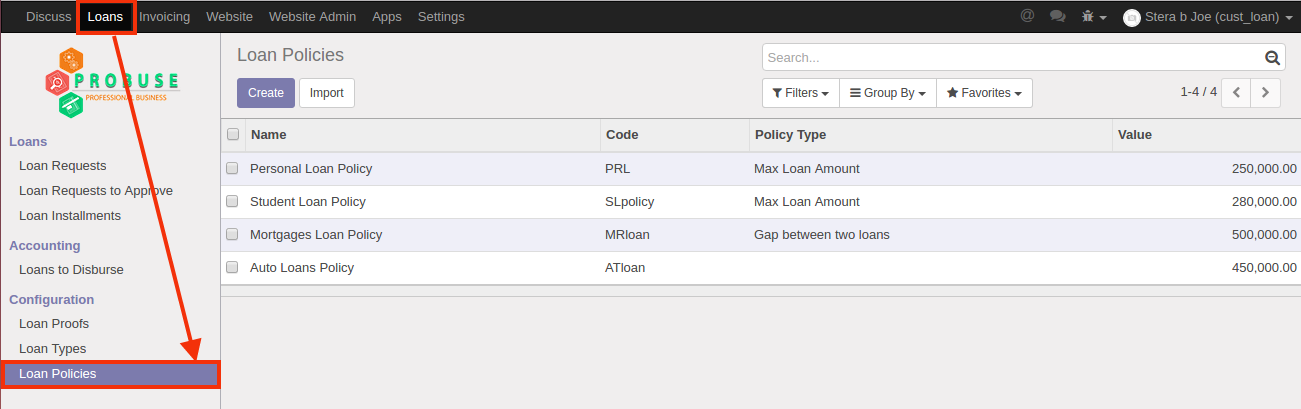 Discuss Loans Invoicing Website Website Admin Apps Settings @ Stera b Joe (cust_loan)
PROBUSE
PROFESSIONAL BUSINESS
Loans
Loan Requests
Loan Requests to Approve
Loan Installments
Accounting
Loans to Disburse
Configuration
Loan Proofs
Loan Types
Loan Policies
Loan Policies
Search...
Create Import Filters Group By Favorites 1-4 / 4
Name Code Policy Type Value
Personal Loan Policy PRL Max Loan Amount 250,000.00
Student Loan Policy SLpolicy Max Loan Amount 280,000.00
Mortgages Loan Policy MRloan Gap between two loans 500,000.00
Auto Loans Policy ATloan 450,000.00